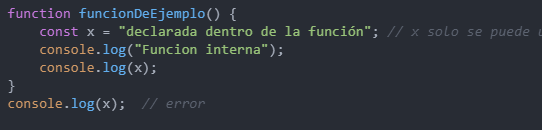 function funcionDeEjemplo() {
    const x = "declarada dentro de la función"; // x solo se puede
    console.log("Funcion interna");
    console.log(x);
}
console.log(x);  // error